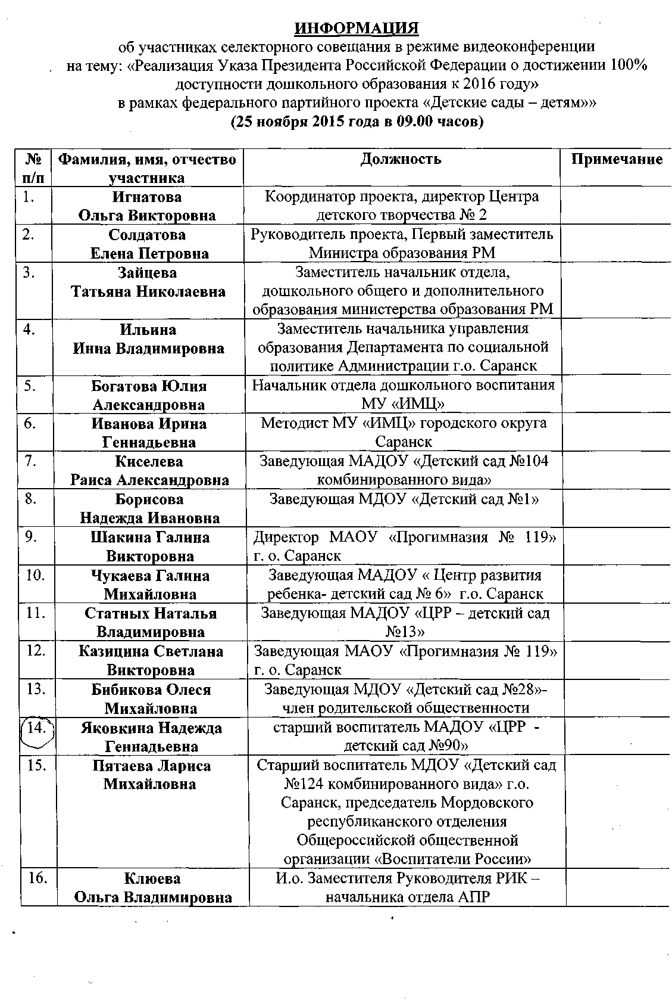 ИНФОРМАЦИЯ
об участниках селекторного совещания в режиме видеоконференции
на тему: «Реализация Указа Президента Российской Федерации о достижении 100%
доступности дошкольного образования к 2016 году»
в рамках федерального партийного проекта «Детские сады – детям»»
(25 ноября 2015 года в 09.00 часов)
№ Фамилия, имя, отчество Должность Примечание
п/п участника
1. Игнатова Координатор проекта, директор Центра
Ольга Викторовна детского творчества № 2
2. Солдатова Руководитель проекта, Первый заместитель
Елена Петровна Министра образования РМ
3. Зайцева Заместитель начальник отдела,
Татьяна Николаевна дошкольного общего и дополнительного
образования министерства образования РМ
4. Ильина Заместитель начальника управления
Инна Владимировна образования Департамента по социальной
политике Администрации г.о. Саранск
5. Богатова Юлия Начальник отдела дошкольного воспитания
Александровна МУ «ИМЦ»
6. Иванова Ирина Методист МУ «ИМЦ» городского округа
Геннадьевна Саранск
7. Киселева Заведующая МАДОУ «Детский сад №104
Раиса Александровна комбинированного вида»
8. Борисова Заведующая МДОУ «Детский сад №1»
Надежда Ивановна
9. Шакина Галина Директор МАОУ «Прогимназия № 119»
Викторовна г. о. Саранск
10. Чукаева Галина Заведующая МАДОУ « Центр развития
Михайловна ребенка- детский сад № 6» г.о. Саранск
11. Статных Наталья Заведующая МАДОУ «ЦРР – детский сад
Владимировна №13»
12. Казицина Светлана Заведующая МАОУ «Прогимназия № 119»
Викторовна г. о. Саранск
13. Бибикова Олеся Заведующая МДОУ «Детский сад №28»-
Михайловна член родительской общественности
14. Яковкина Надежда старший воспитатель МАДОУ «ЦРР -
Геннадьевна детский сад №90»
15. Пятаева Лариса Старший воспитатель МДОУ «Детский сад
Михайловна №124 комбинированного вида» г.о.
Саранск, председатель Мордовского
республиканского отделения
Общероссийской общественной
организации «Воспитатели России»
16. Клюева И.о. Заместителя Руководителя РИК –
Ольга Владимировна начальника отдела АПР